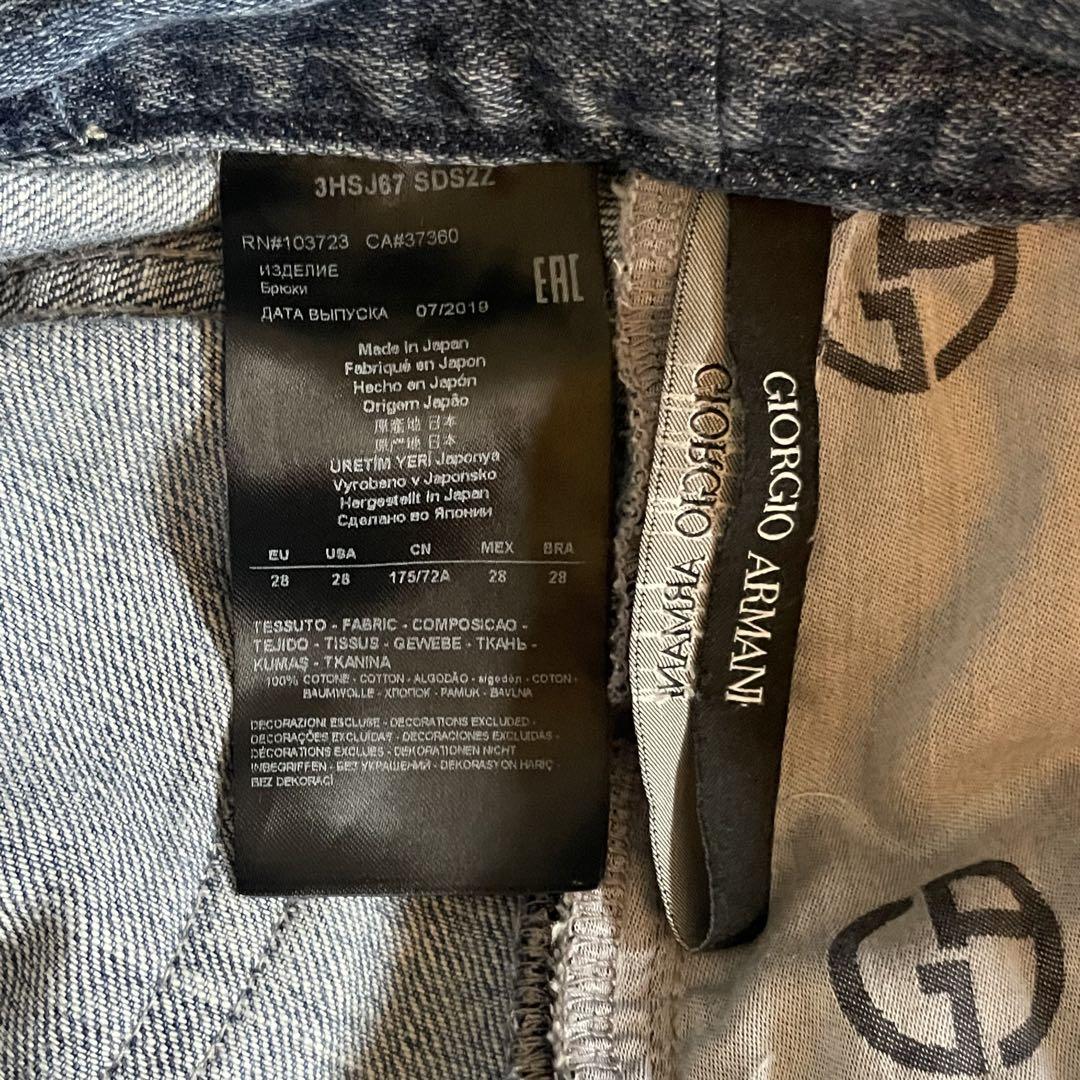 3HSJ67 SDS2Z
RN#103723 CA#37360
ИЗДЕЛИЕ
Брюки
EAC
ДАТА ВЫПУСКА 07/2019
Made in Japan
Fabriqué en Japon
Hecho en Japón
Origem Japão
原産地 日本
原产地 日本
ÜRETİM YERİ Japonya
Vyrobeno v Japonsko
Hergestellt in Japan
Сделано во Японии
EU USA CN MEX BRA
28 28 175/72A 28 28
TESSUTO - FABRIC - COMPOSICAO -
TEJIDO - TISSUS - GEWEBE - ТКАНЬ -
KUMAŞ - TKANINA
100% COTONE - COTTON - ALGODÃO - algodón - COTON -
BAUMWOLLE - ХЛОПОК - PAMUK - BAVLNA
DECORAZIONI ESCLUSE - DECORATIONS EXCLUDED -
DECORAÇÕES EXCLUÍDAS - DECORACIONES EXCLUIDAS -
DÉCORATIONS EXCLUES - DEKORATIONEN NICHT
INBEGRIFFEN - БЕЗ УКРАШЕНИЙ - DEKORASYON HARİÇ -
BEZ DEKORACÍ
GIORGIO ARMANI
GIORGIO ARMANI
GA
GA